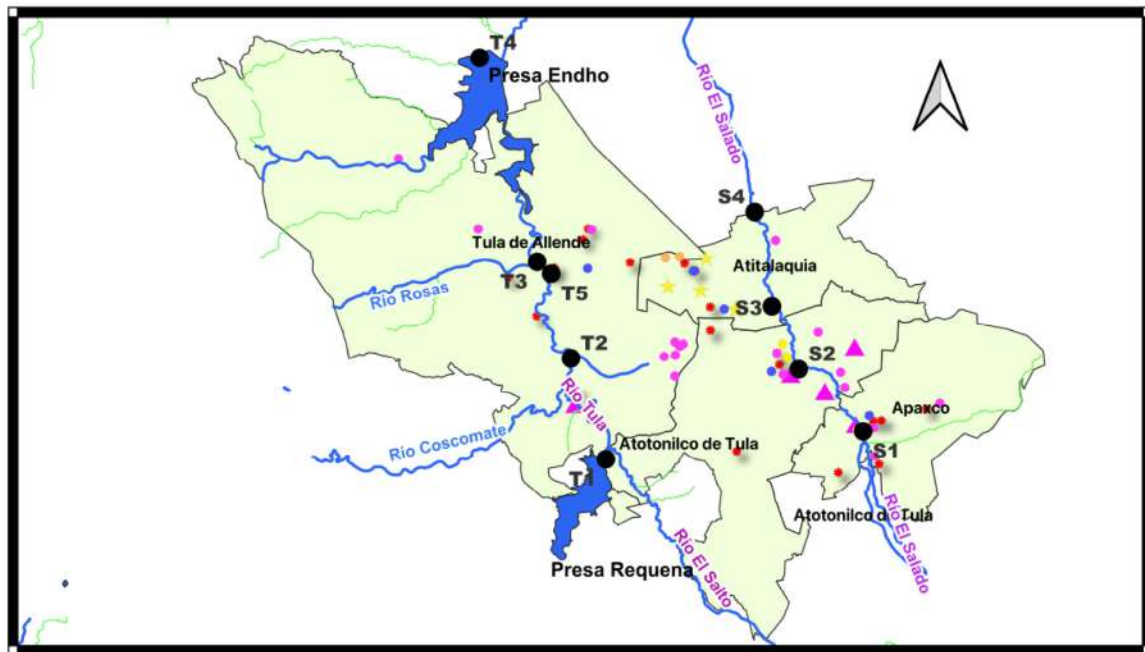 T4
Presa Endho
Río El Salado
S4
Tula de Allende
Atitalaquia
T3
T5
Río Rosas
S3
T2
S2
Río Tula
Apaxco
Río Coscomate
Atotonilco de Tula
S1
T1
Atotonilco de Tula
Río El Salado
Presa Requena
Río El Salto